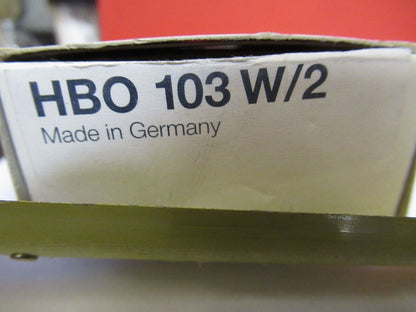 HBO 103 W/2
Made in Germany